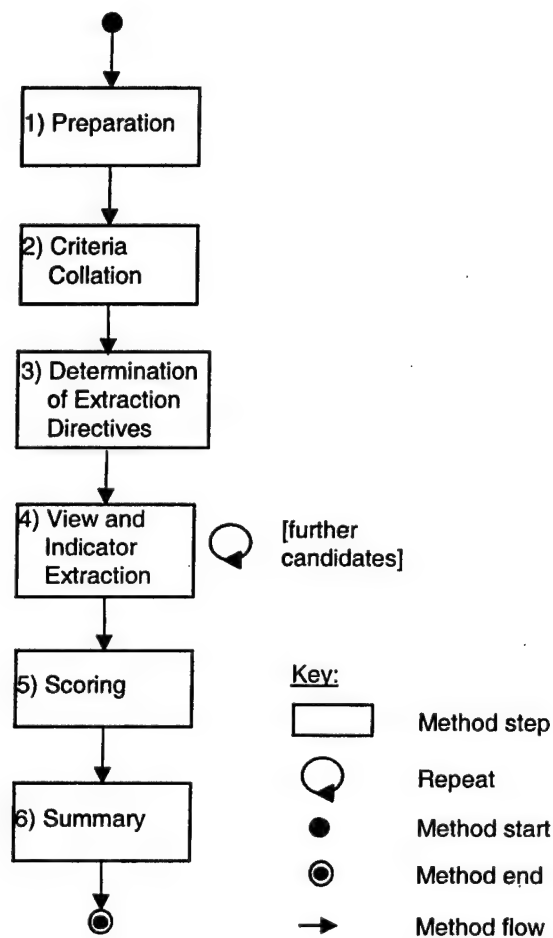 1) Preparation
2) Criteria
Collation
3) Determination
of Extraction
Directives
4) View and
Indicator
Extraction
[further
candidates]
5) Scoring
6) Summary
Key:
Method step
Repeat
Method start
Method end
Method flow